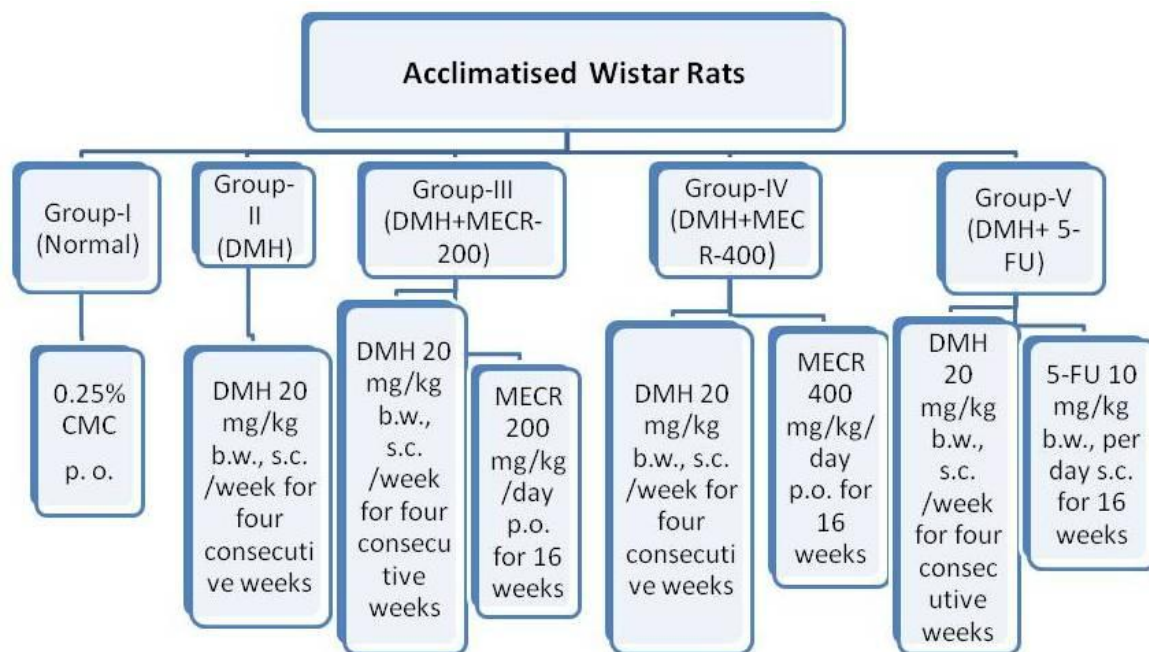 Acclimatised Wistar Rats
Group-I
(Normal)
Group-
II
(DMH)
Group-III
(DMH+MECR-
200)
Group-IV
(DMH+MEC
R-400)
Group-V
(DMH+ 5-
FU)
0.25%
CMC
p. o.
DMH 20
mg/kg
b.w., s.c.
/week for
four
consecuti
ve weeks
DMH 20
mg/kg
b.w.,
s.c.
/week
for four
consecu
tive
weeks
MECR
200
mg/kg
/day
p.o.
for 16
weeks
DMH 20
mg/kg
b.w., s.c.
/week for
four
consecuti
ve weeks
MECR
400
mg/kg/
day
p.o. for
16
weeks
DMH
20
mg/kg
b.w.,
s.c.
/week
for four
consec
utive
weeks
5-FU 10
mg/kg
b.w., per
day s.c.
for 16
weeks